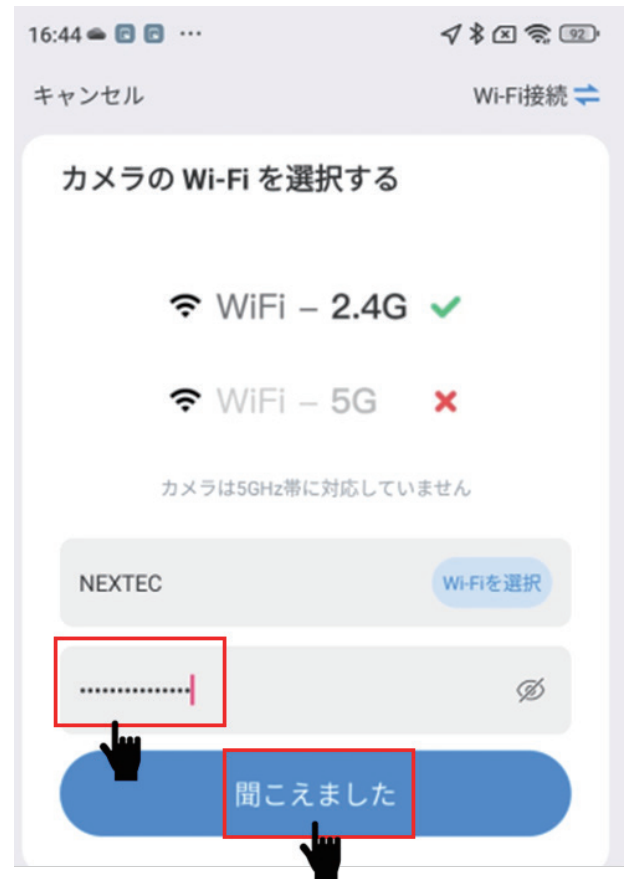 16:44 ... 92
キャンセル Wi-Fi接続
カメラの Wi-Fi を選択する
WiFi – 2.4G
WiFi – 5G
カメラは5GHz帯に対応していません
NEXTEC Wi-Fiを選択
•••••••••••••••
聞こえました